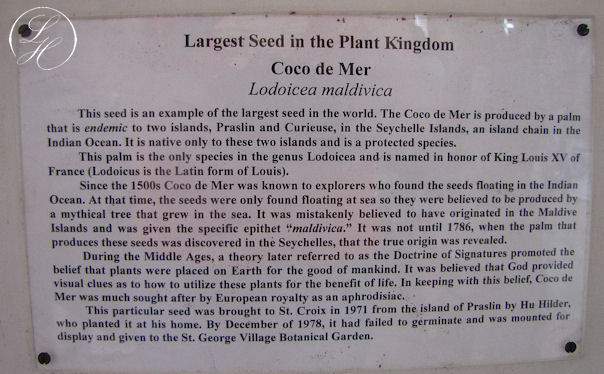 LH
Largest Seed in the Plant Kingdom
Coco de Mer
Lodoicea maldivica
This seed is an example of the largest seed in the world. The Coco de Mer is produced by a palm
that is endemic to two islands, Praslin and Curieuse, in the Seychelle Islands, an island chain in the
Indian Ocean. It is native only to these two islands and is a protected species.
This palm is the only species in the genus Lodoicea and is named in honor of King Louis XV of
France (Lodoicus is the Latin form of Louis).
Since the 1500s Coco de Mer was known to explorers who found the seeds floating in the Indian
Ocean. At that time, the seeds were only found floating at sea so they were believed to be produced by
a mythical tree that grew in the sea. It was mistakenly believed to have originated in the Maldive
Islands and was given the specific epithet “maldivica.” It was not until 1786, when the palm that
produces these seeds was discovered in the Seychelles, that the true origin was revealed.
During the Middle Ages, a theory later referred to as the Doctrine of Signatures promoted the
belief that plants were placed on Earth for the good of mankind. It was believed that God provided
visual clues as to how to utilize these plants for the benefit of life. In keeping with this belief, Coco de
Mer was much sought after by European royalty as an aphrodisiac.
This particular seed was brought to St. Croix in 1971 from the island of Praslin by Hu Hilder,
who planted it at his home. By December of 1978, it had failed to germinate and was mounted for
display and given to the St. George Village Botanical Garden.